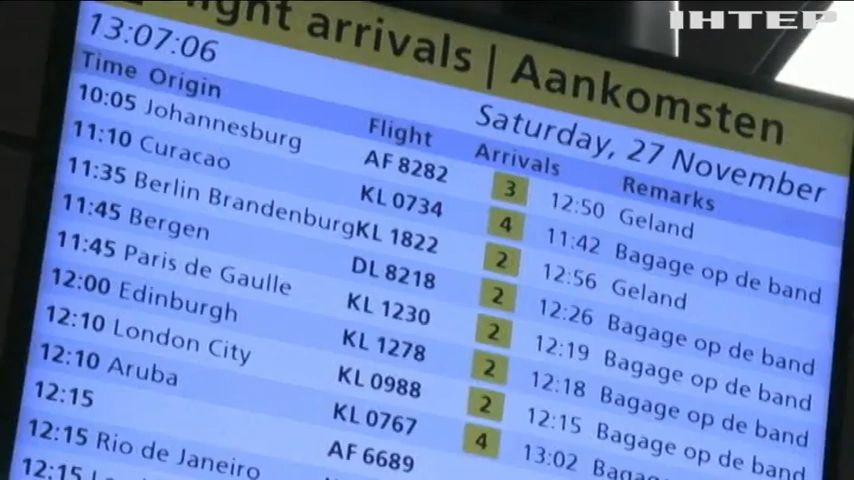 ІНТЕР
Flight arrivals | Aankomsten
13:07:06 Saturday, 27 November
Time Origin Flight Arrivals Remarks
10:05 Johannesburg AF 8282 3 12:50 Geland
11:10 Curacao KL 0734 4 11:42 Bagage op de band
11:35 Berlin Brandenburg KL 1822 2 12:56 Geland
11:45 Bergen DL 8218 2 12:26 Bagage op de band
11:45 Paris de Gaulle KL 1230 2 12:19 Bagage op de band
12:00 Edinburgh KL 1278 2 12:18 Bagage op de band
12:10 London City KL 0988 2 12:15 Bagage op de band
12:10 Aruba KL 0767 4 13:02 Bagage
12:15 AF 6689
12:15 Rio de Janeiro
12:15